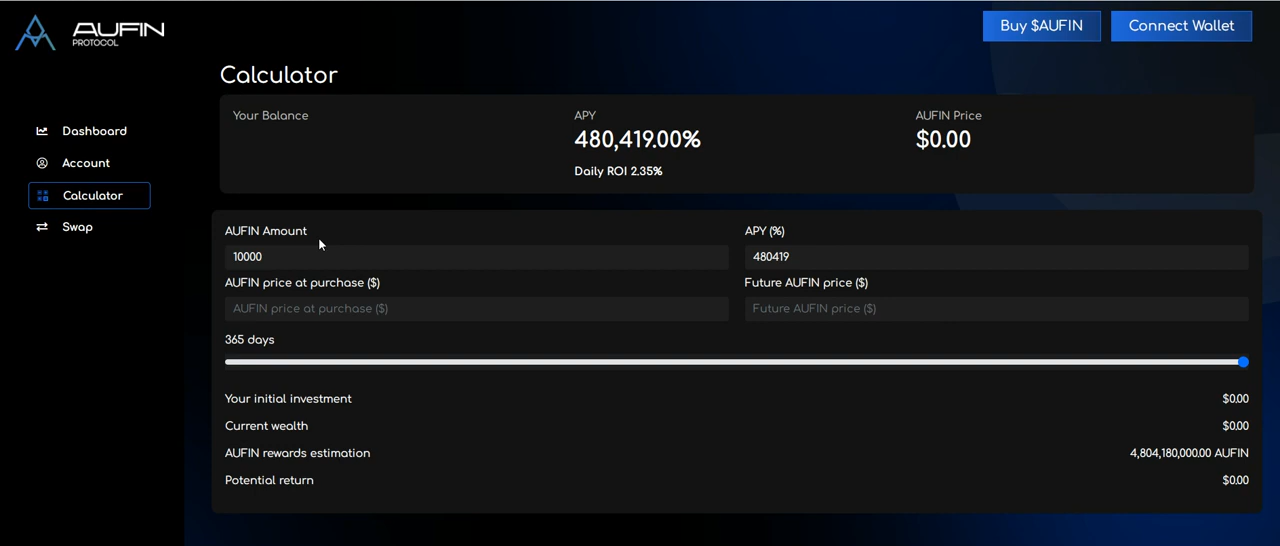 AUFIN
PROTOCOL
Buy $AUFIN
Connect Wallet
Calculator
Dashboard
Account
Calculator
Swap
Your Balance
APY
AUFIN Price
480,419.00%
$0.00
Daily ROI 2.35%
AUFIN Amount
APY (%)
10000
480419
AUFIN price at purchase ($)
Future AUFIN price ($)
AUFIN price at purchase ($)
Future AUFIN price ($)
365 days
Your initial investment
$0.00
Current wealth
$0.00
AUFIN rewards estimation
4,804,180,000.00 AUFIN
Potential return
$0.00